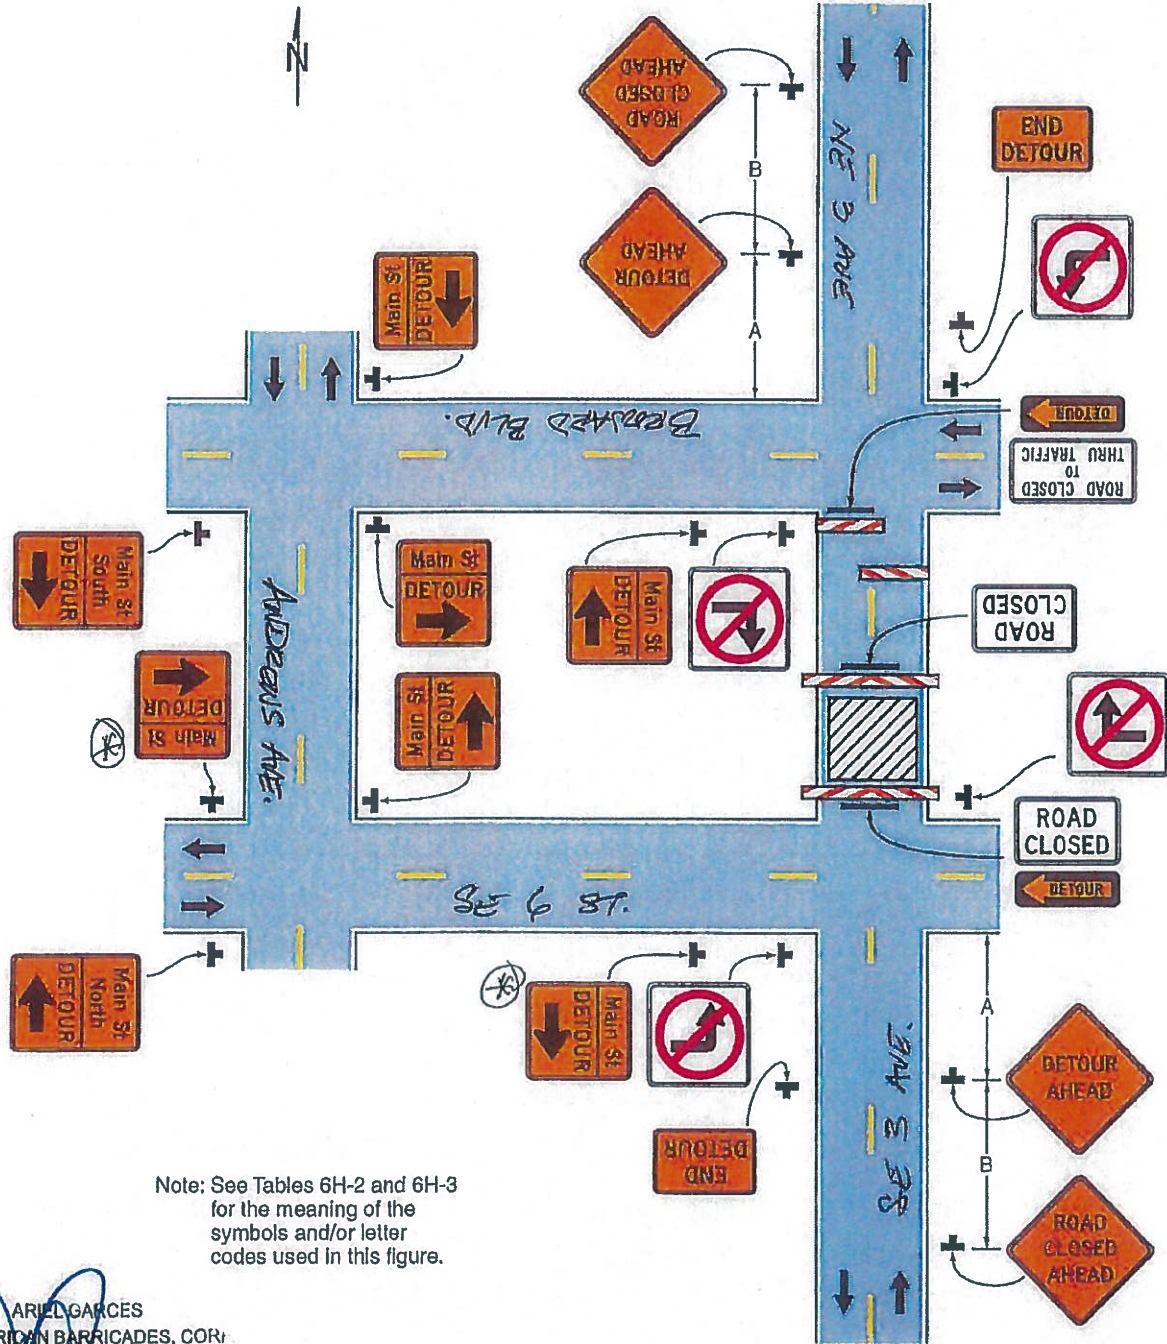 N
ROAD
CLOSED
AHEAD
B
DETOUR
AHEAD
A
NE 3 AVE
END
DETOUR
Main St
DETOUR
BROWARD BLVD.
DETOUR
ROAD CLOSED
TO
THRU TRAFFIC
Main St
South
DETOUR
Main St
DETOUR
Main St
DETOUR
ROAD
CLOSED
ANDREWS AVE.
Main St
DETOUR
Main St
DETOUR
ROAD
CLOSED
DETOUR
SE 6 ST.
Main St
North
DETOUR
Main St
DETOUR
END
DETOUR
SE 3 AVE.
A
DETOUR
AHEAD
B
ROAD
CLOSED
AHEAD
Note: See Tables 6H-2 and 6H-3
for the meaning of the
symbols and/or letter
codes used in this figure.
ARIEL GARCES
RICAN BARRICADES, COR